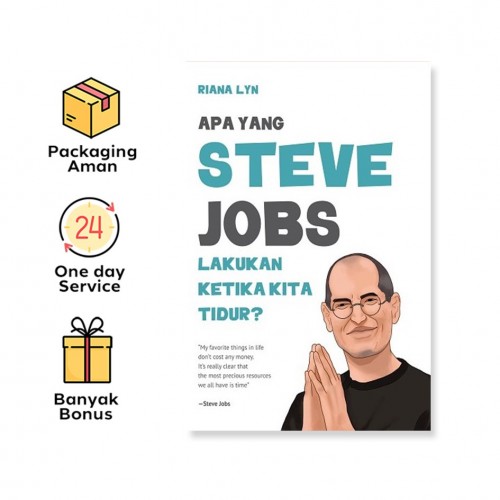 Packaging
Aman
24
One day
Service
Banyak
Bonus
RIANA LYN
APA YANG
STEVE
JOBS
LAKUKAN
KETIKA KITA
TIDUR?
"My favorite things in life
don't cost any money,
it's really clear that
the most precious resources
we all have is time"
—Steve Jobs